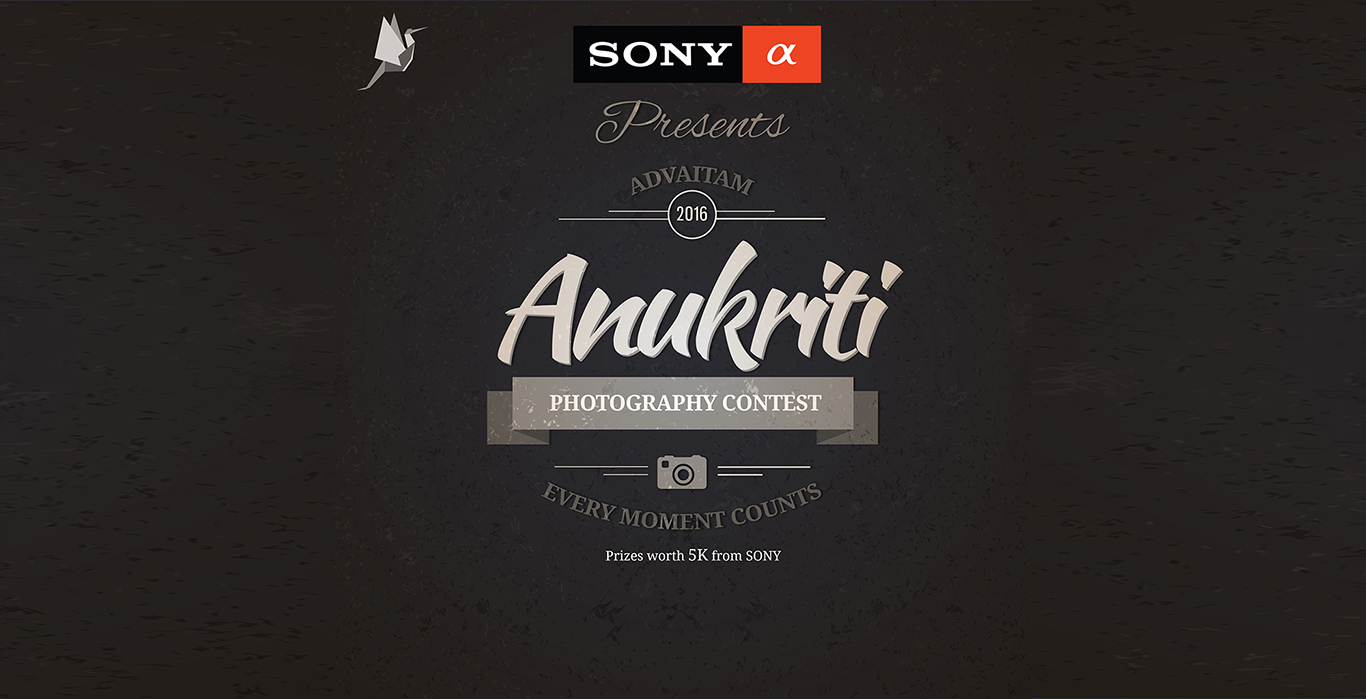 SONY α
Presents
ADVAITAM
2016
Anukriti
PHOTOGRAPHY CONTEST
EVERY MOMENT COUNTS
Prizes worth 5K from SONY